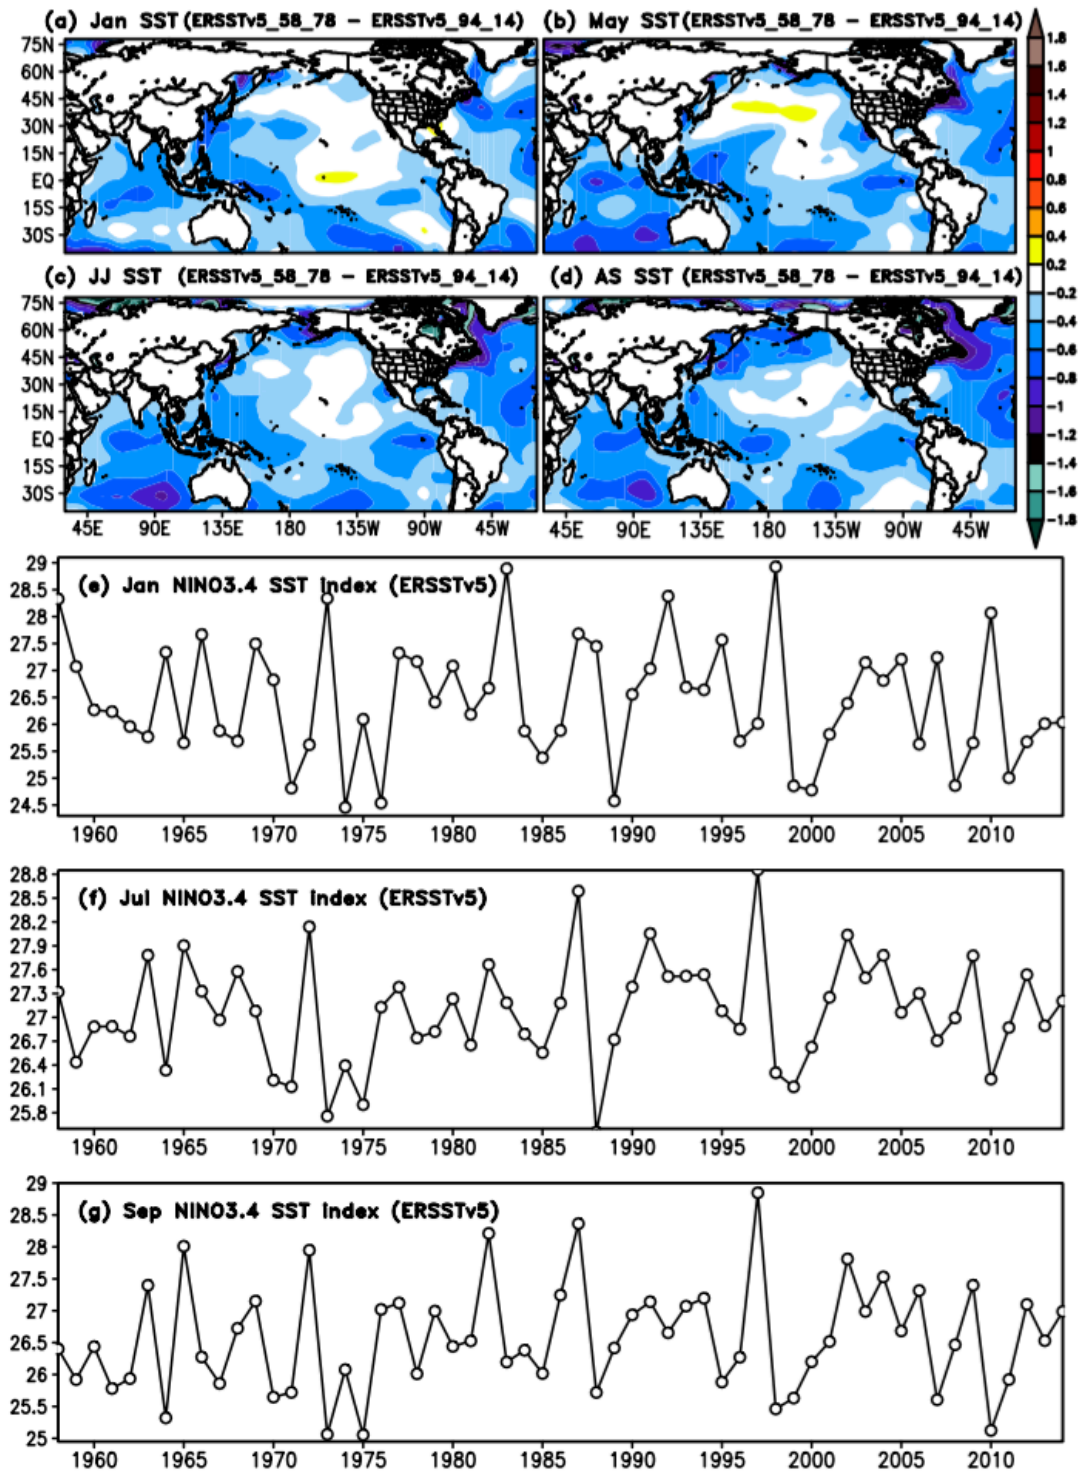 (a) Jan SST (ERSSTv5_58_78 − ERSSTv5_94_14)
(b) May SST (ERSSTv5_58_78 − ERSSTv5_94_14)
75N
60N
45N
30N
15N
EQ
15S
30S
(c) JJ SST (ERSSTv5_58_78 − ERSSTv5_94_14)
(d) AS SST (ERSSTv5_58_78 − ERSSTv5_94_14)
75N
60N
45N
30N
15N
EQ
15S
30S
45E 90E 135E 180 135W 90W 45W
45E 90E 135E 180 135W 90W 45W
1.8
1.6
1.4
1.2
1
0.8
0.6
0.4
0.2
−0.2
−0.4
−0.6
−0.8
−1
−1.2
−1.4
−1.6
−1.8
(e) Jan NINO3.4 SST index (ERSSTv5)
29
28.5
28
27.5
27
26.5
26
25.5
25
24.5
1960 1965 1970 1975 1980 1985 1990 1995 2000 2005 2010
(f) Jul NINO3.4 SST index (ERSSTv5)
28.8
28.5
28.2
27.9
27.6
27.3
27
26.7
26.4
26.1
25.8
1960 1965 1970 1975 1980 1985 1990 1995 2000 2005 2010
(g) Sep NINO3.4 SST index (ERSSTv5)
29
28.5
28
27.5
27
26.5
26
25.5
25
1960 1965 1970 1975 1980 1985 1990 1995 2000 2005 2010